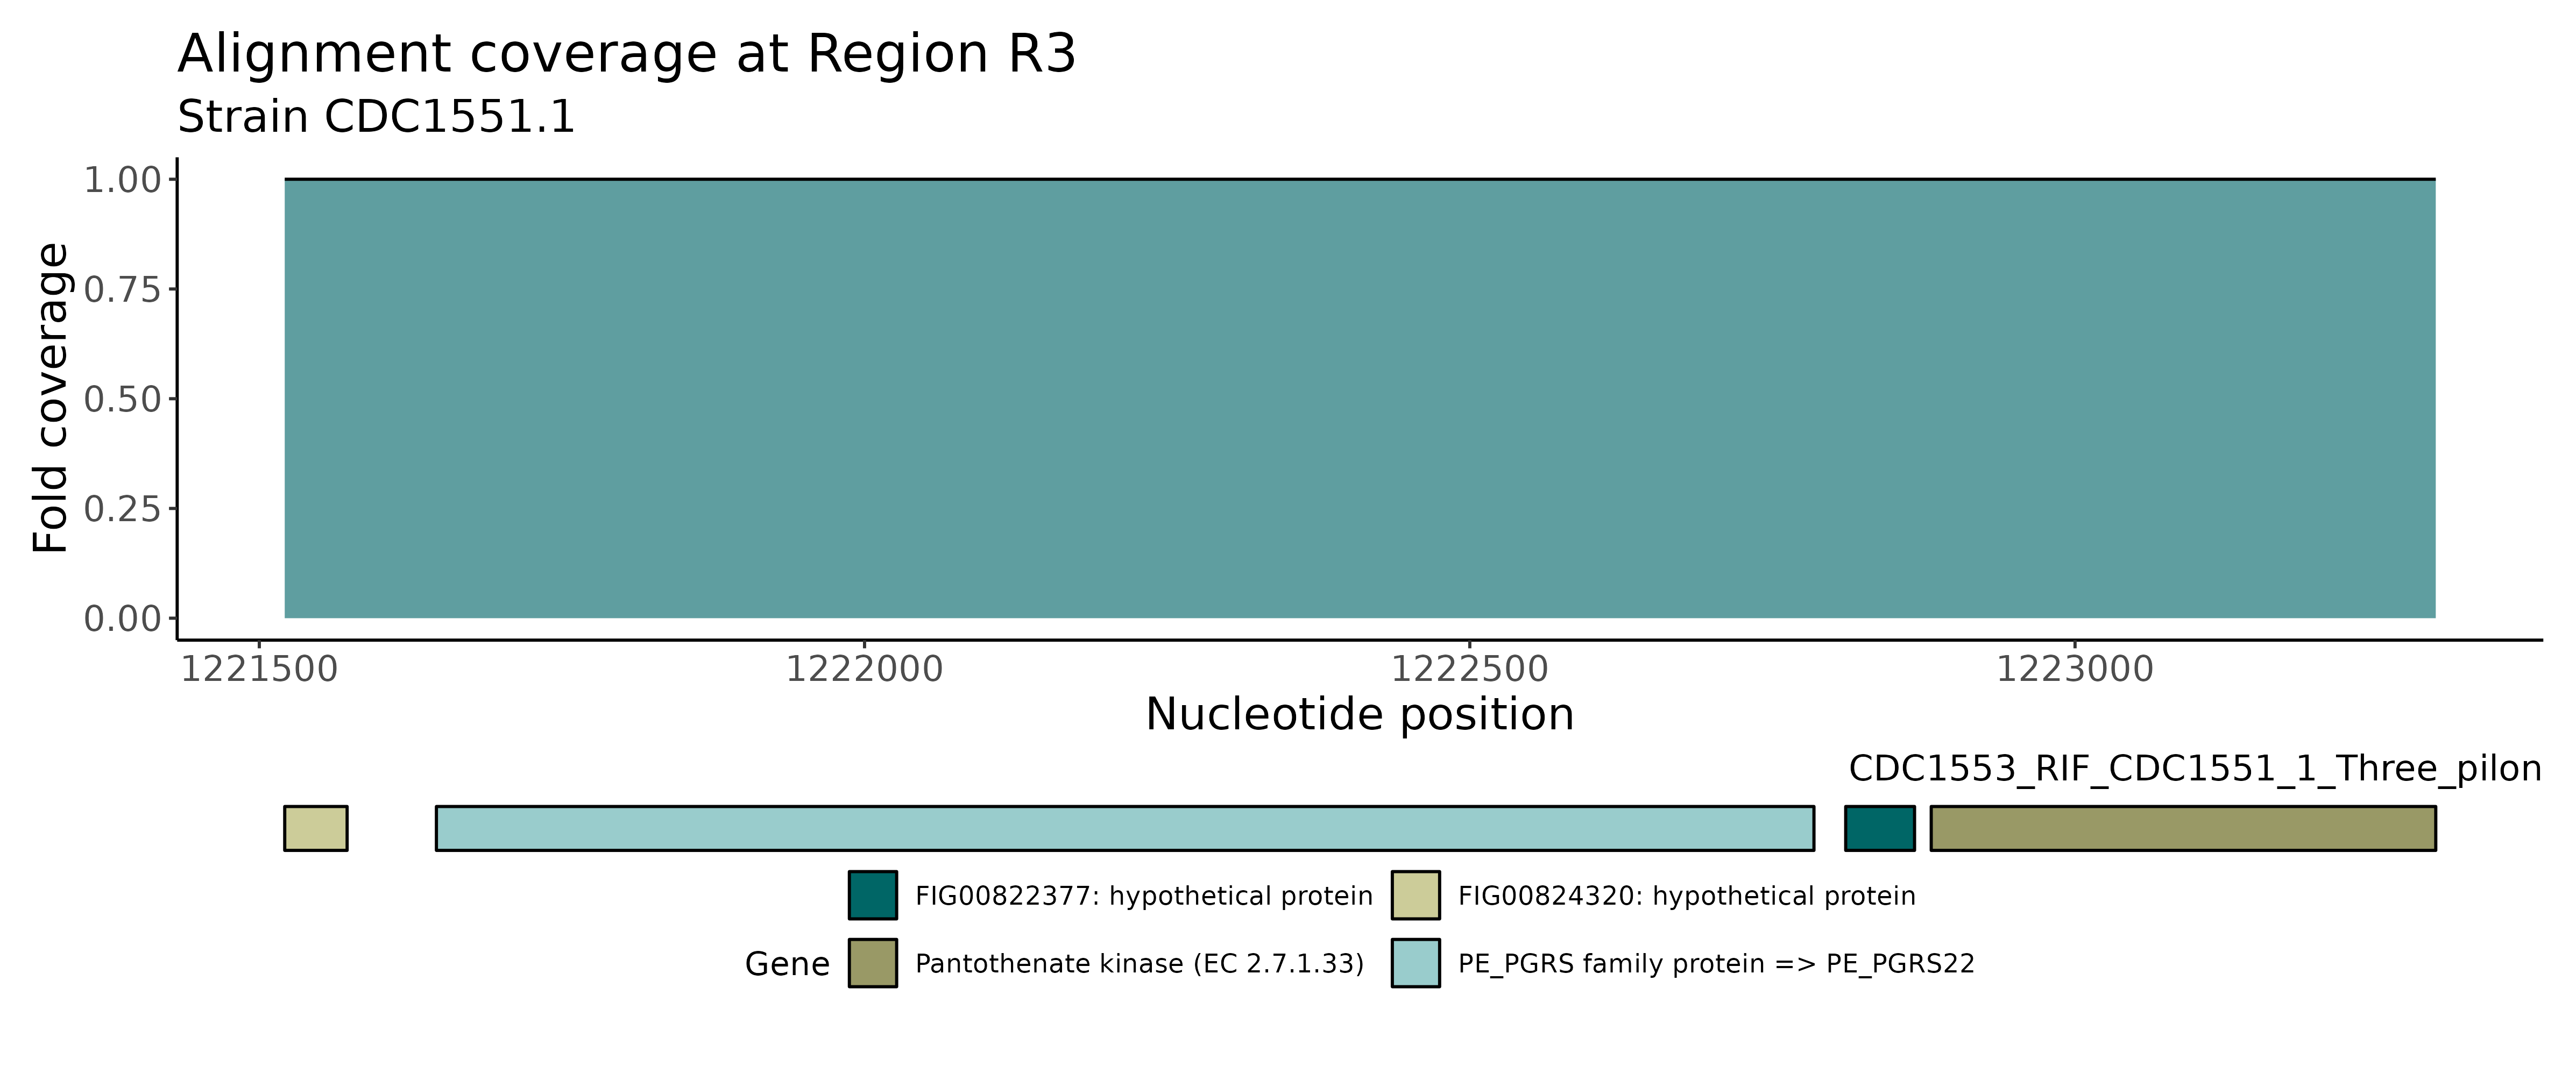 Alignment coverage at Region R3
Strain CDC1551.1
Fold coverage
1.00
0.75
0.50
0.25
0.00
1221500 1222000 1222500 1223000
Nucleotide position
CDC1553_RIF_CDC1551_1_Three_pilon
FIG00822377: hypothetical protein FIG00824320: hypothetical protein
Gene Pantothenate kinase (EC 2.7.1.33) PE_PGRS family protein => PE_PGRS22